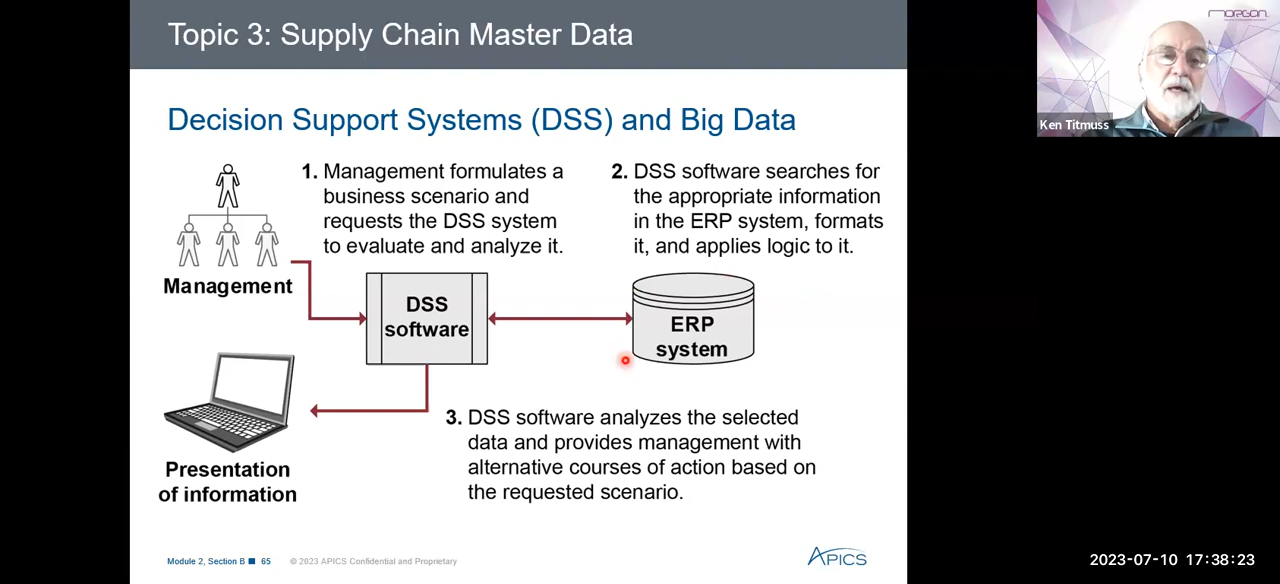 Topic 3: Supply Chain Master Data
MORGON
Ken Titmuss
Decision Support Systems (DSS) and Big Data
1. Management formulates a
business scenario and
requests the DSS system
to evaluate and analyze it.
2. DSS software searches for
the appropriate information
in the ERP system, formats
it, and applies logic to it.
Management
DSS
software
ERP
system
3. DSS software analyzes the selected
data and provides management with
alternative courses of action based on
the requested scenario.
Presentation
of information
Module 2, Section B ■ 65
© 2023 APICS Confidential and Proprietary
APICS
2023-07-10 17:38:23